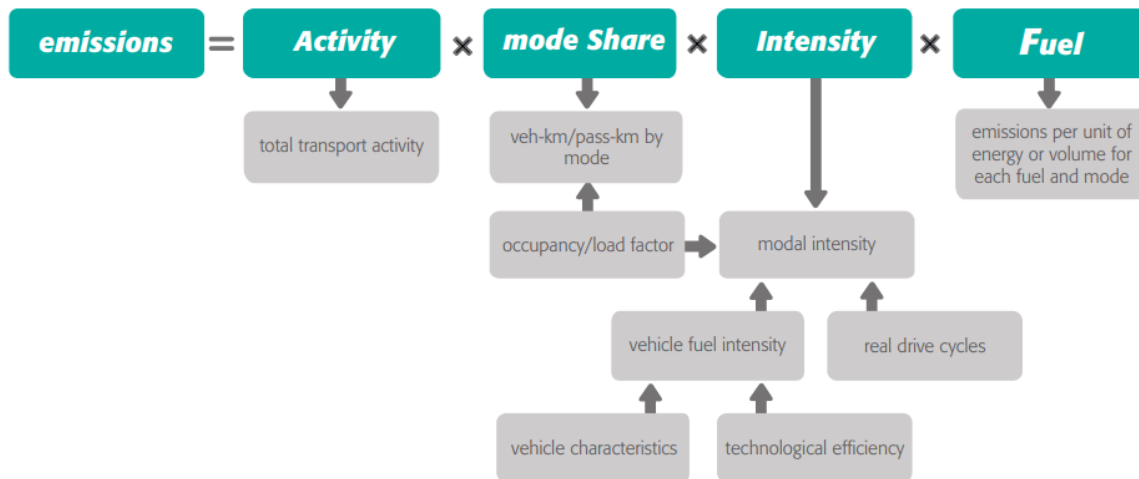 emissions = Activity × mode Share × Intensity × Fuel
total transport activity
veh-km/pass-km by
mode
emissions per unit of
energy or volume for
each fuel and mode
occupancy/load factor
modal intensity
vehicle fuel intensity
real drive cycles
vehicle characteristics
technological efficiency